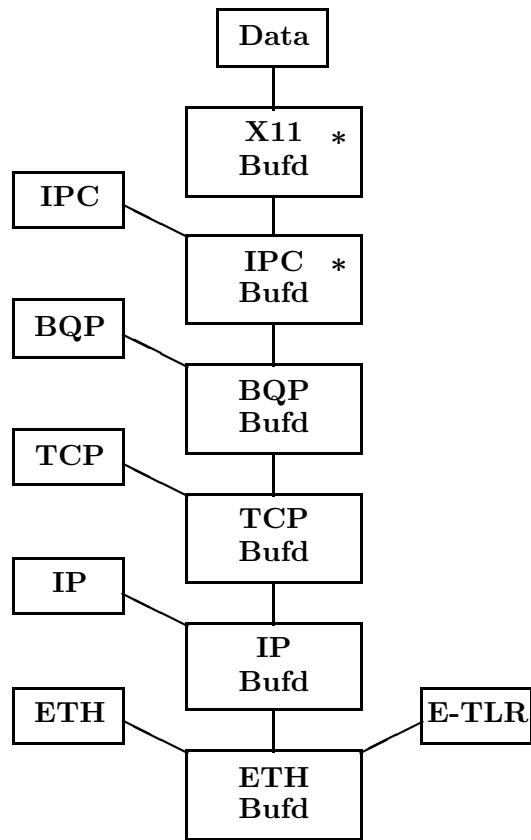 Data
X11 *
Bufd
IPC
IPC *
Bufd
BQP
BQP
Bufd
TCP
TCP
Bufd
IP
IP
Bufd
ETH
E-TLR
ETH
Bufd